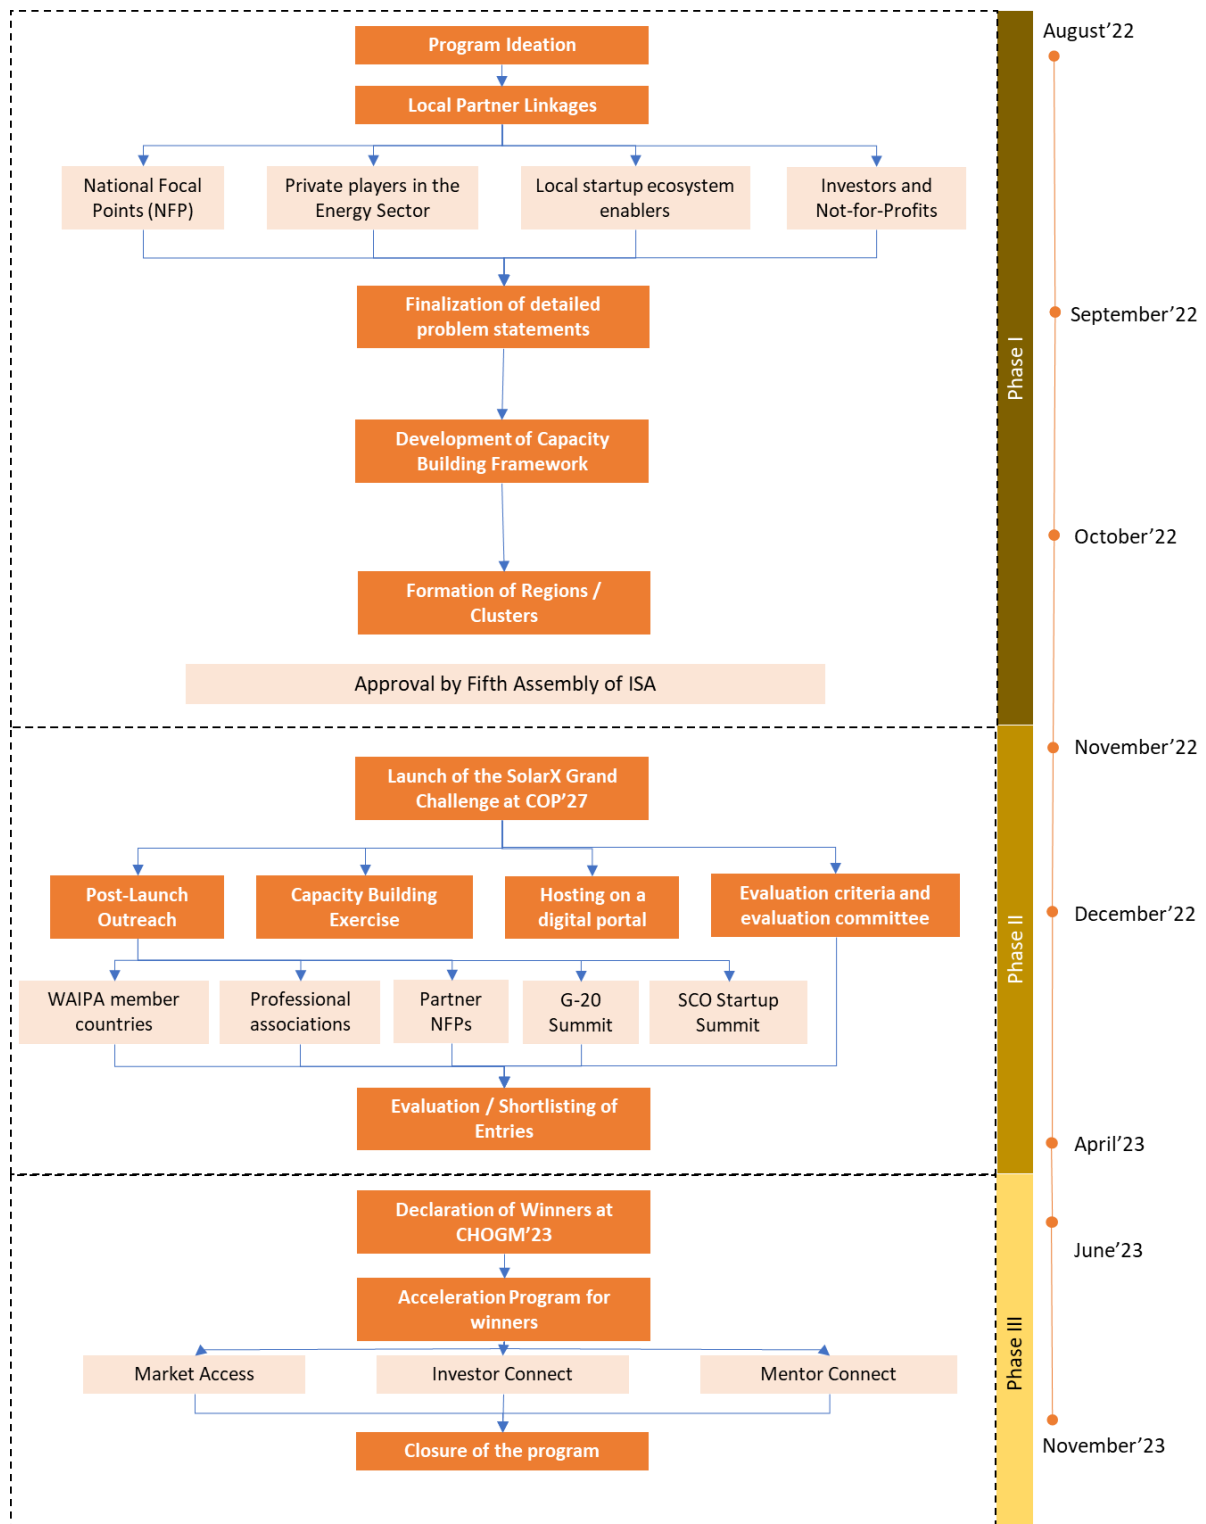 Program Ideation
Local Partner Linkages
National Focal
Points (NFP)
Private players in the
Energy Sector
Local startup ecosystem
enablers
Investors and
Not-for-Profits
Finalization of detailed
problem statements
Development of Capacity
Building Framework
Formation of Regions /
Clusters
Approval by Fifth Assembly of ISA
Phase I
Launch of the SolarX Grand
Challenge at COP’27
Post-Launch
Outreach
Capacity Building
Exercise
Hosting on a
digital portal
Evaluation criteria and
evaluation committee
WAIPA member
countries
Professional
associations
Partner
NFPs
G-20
Summit
SCO Startup
Summit
Evaluation / Shortlisting of
Entries
Phase II
Declaration of Winners at
CHOGM’23
Acceleration Program for
winners
Market Access
Investor Connect
Mentor Connect
Closure of the program
Phase III
August’22
September’22
October’22
November’22
December’22
April’23
June’23
November’23